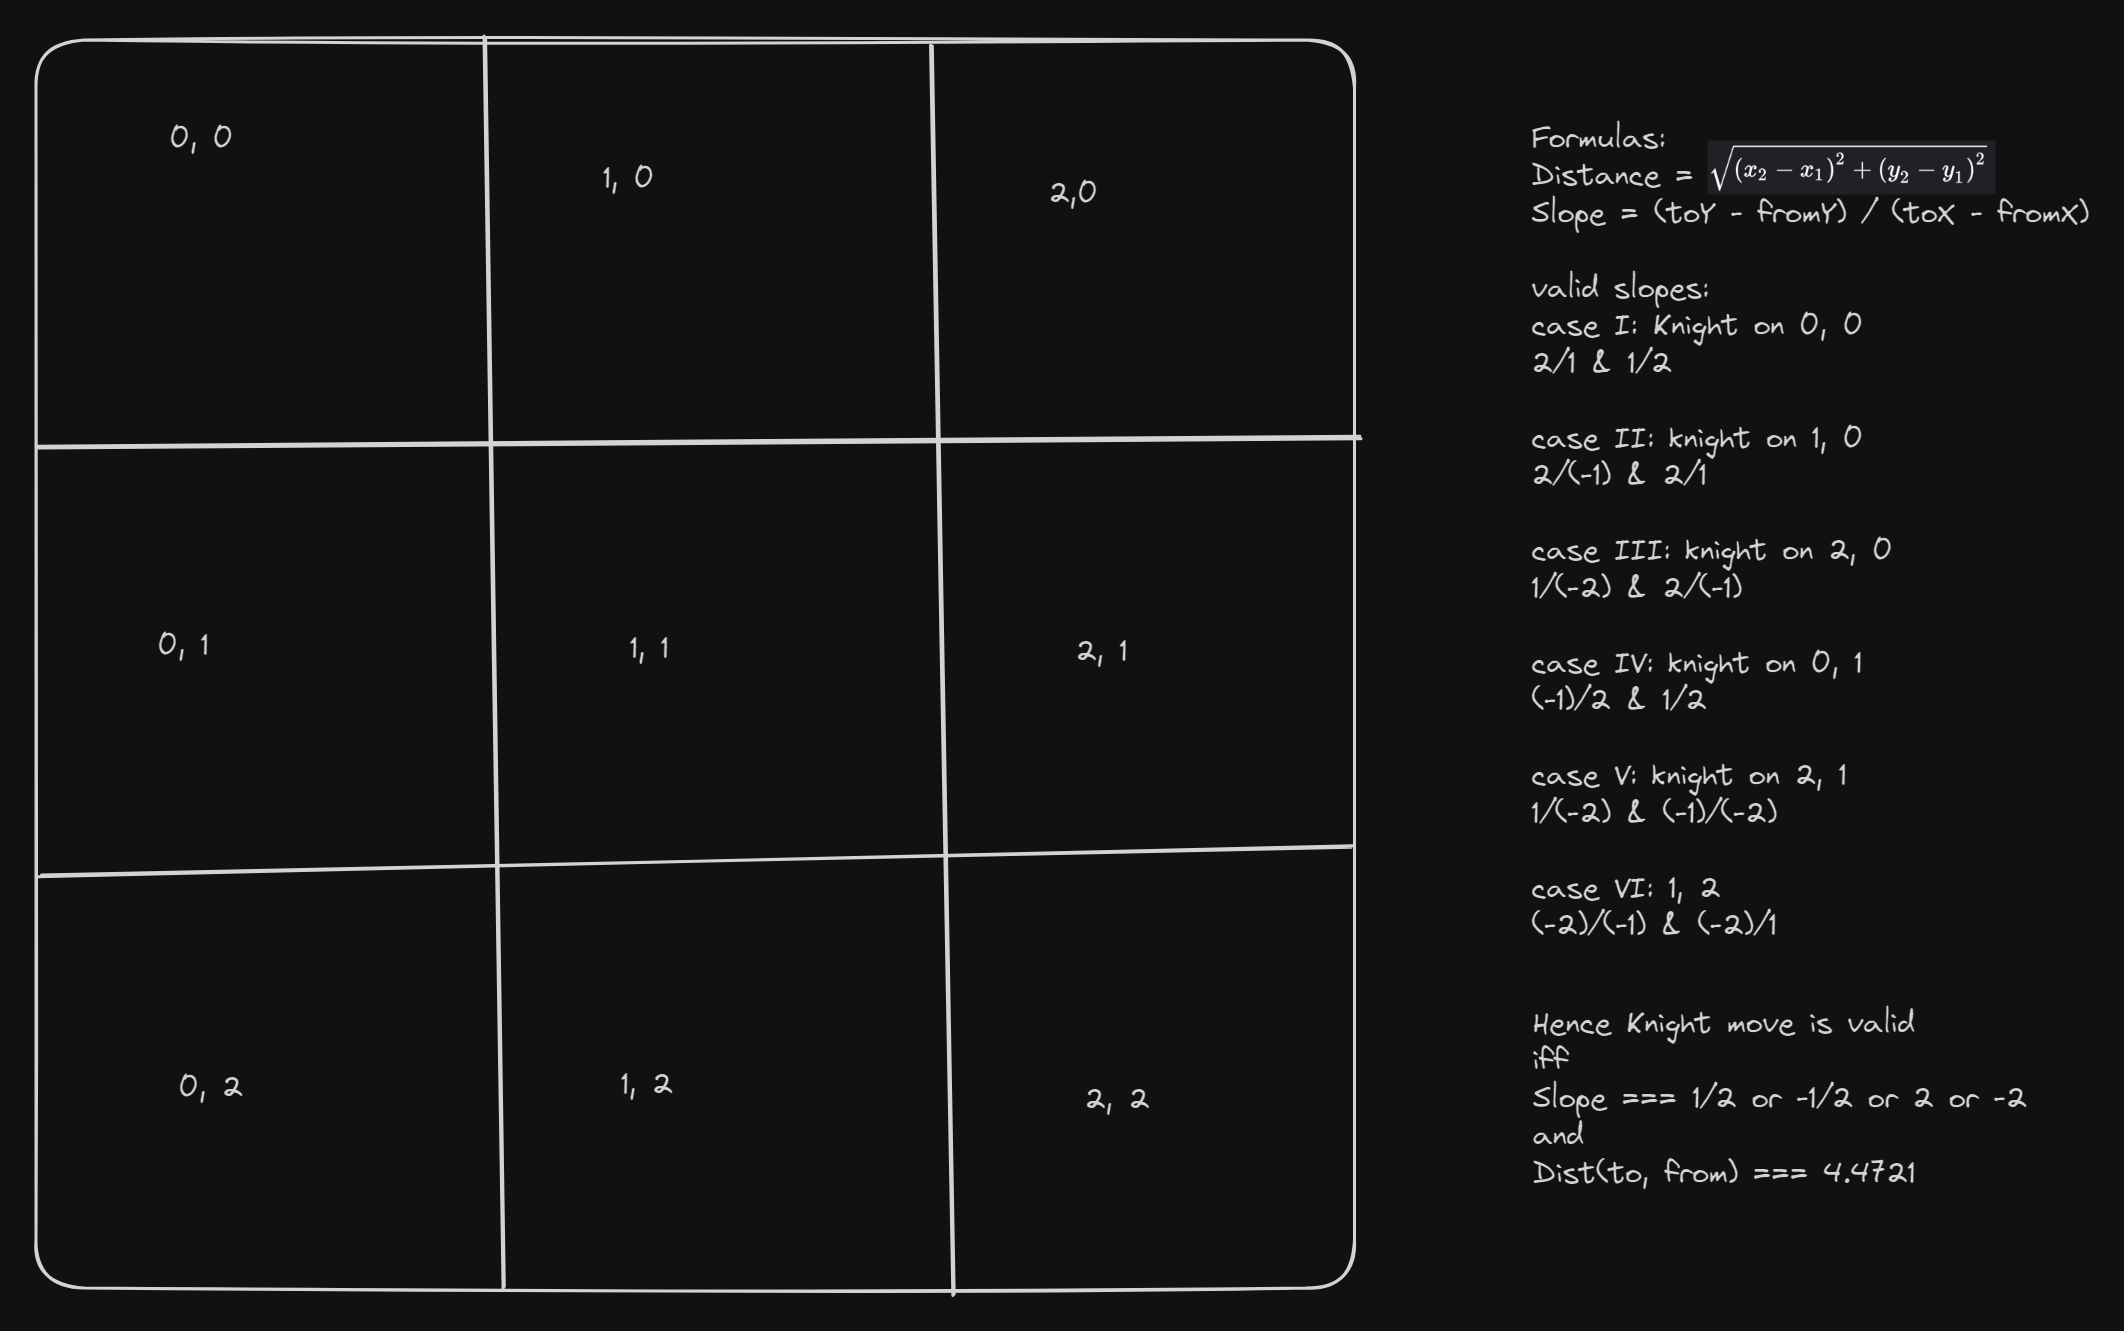 0, 0
1, 0
2,0
0, 1
1, 1
2, 1
0, 2
1, 2
2, 2
Formulas:
Distance = √(x₂ − x₁)² + (y₂ − y₁)²
Slope = (toY - fromY) / (toX - fromX)
valid slopes:
case I: Knight on 0, 0
2/1 & 1/2
case II: knight on 1, 0
2/(-1) & 2/1
case III: knight on 2, 0
1/(-2) & 2/(-1)
case IV: knight on 0, 1
(-1)/2 & 1/2
case V: knight on 2, 1
1/(-2) & (-1)/(-2)
case VI: 1, 2
(-2)/(-1) & (-2)/1
Hence Knight move is valid
iff
Slope === 1/2 or -1/2 or 2 or -2
and
Dist(to, from) === 4.4721